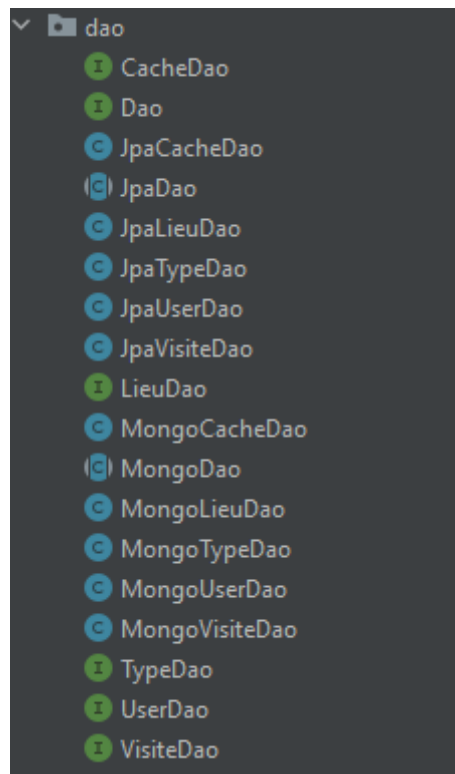 dao
I CacheDao
I Dao
C JpaCacheDao
C JpaDao
C JpaLieuDao
C JpaTypeDao
C JpaUserDao
C JpaVisiteDao
I LieuDao
C MongoCacheDao
C MongoDao
C MongoLieuDao
C MongoTypeDao
C MongoUserDao
C MongoVisiteDao
I TypeDao
I UserDao
I VisiteDao